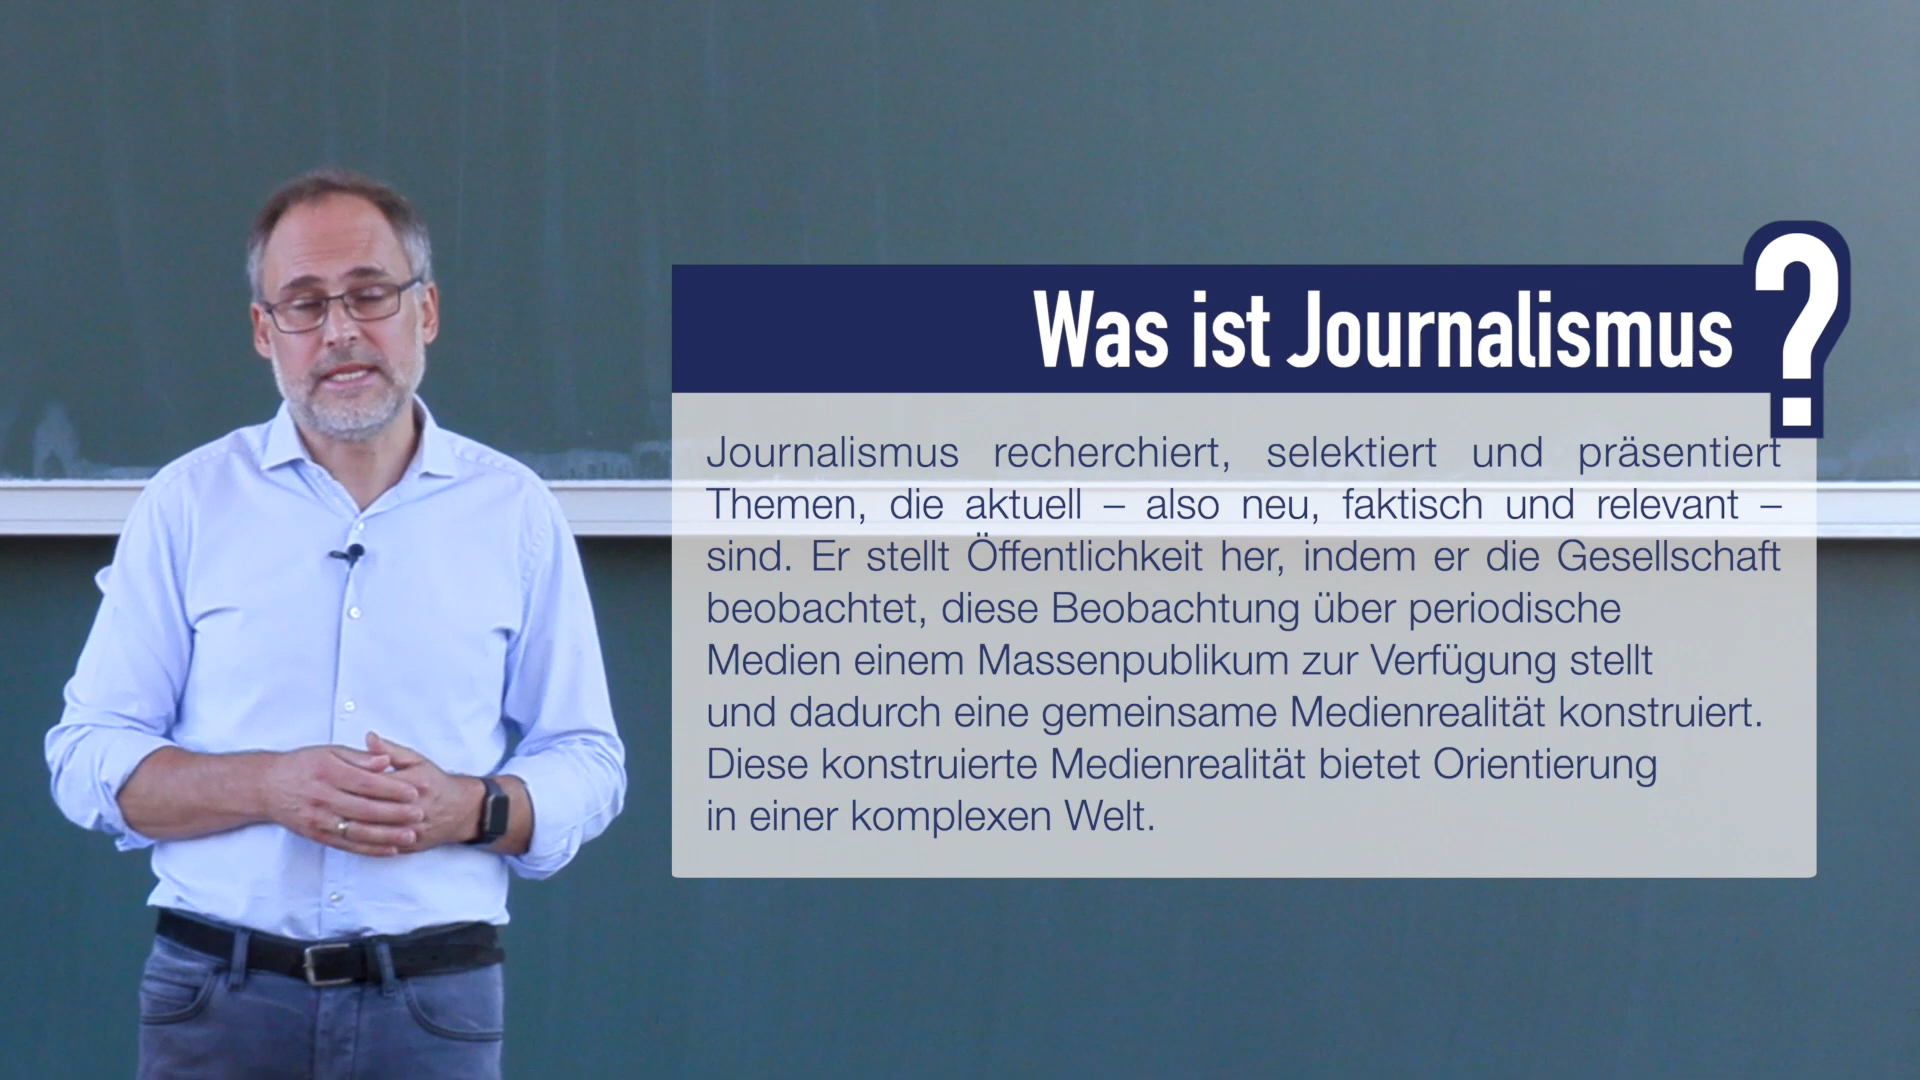 Was ist Journalismus?
Journalismus recherchiert, selektiert und präsentiert
Themen, die aktuell – also neu, faktisch und relevant –
sind. Er stellt Öffentlichkeit her, indem er die Gesellschaft
beobachtet, diese Beobachtung über periodische
Medien einem Massenpublikum zur Verfügung stellt
und dadurch eine gemeinsame Medienrealität konstruiert.
Diese konstruierte Medienrealität bietet Orientierung
in einer komplexen Welt.